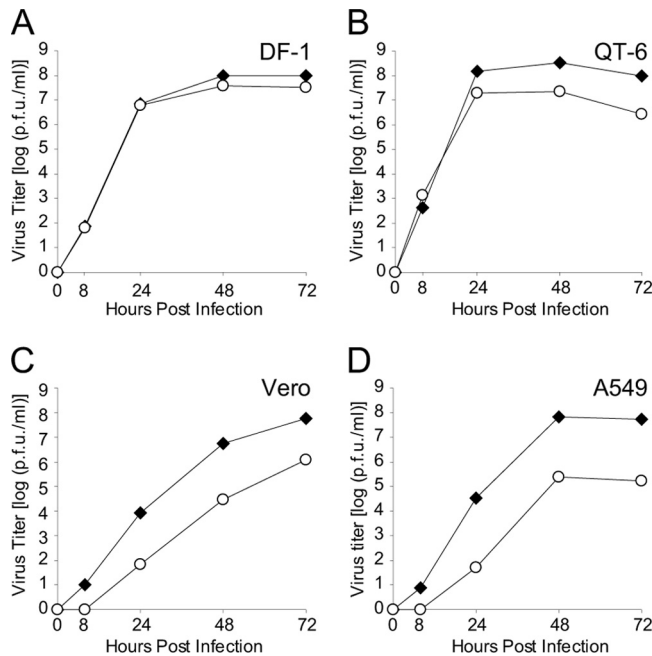 A
DF-1
Virus Titer [log (p.f.u./ml)]
9
8
7
6
5
4
3
2
1
0
0 8 24 48 72
Hours Post Infection
B
QT-6
Virus Titer [log (p.f.u./ml)]
9
8
7
6
5
4
3
2
1
0
0 8 24 48 72
Hours Post Infection
C
Vero
Virus Titer [log (p.f.u./ml)]
9
8
7
6
5
4
3
2
1
0
0 8 24 48 72
Hours Post Infection
D
A549
Virus titer [log (p.f.u./ml)]
9
8
7
6
5
4
3
2
1
0
0 8 24 48 72
Hours Post Infection